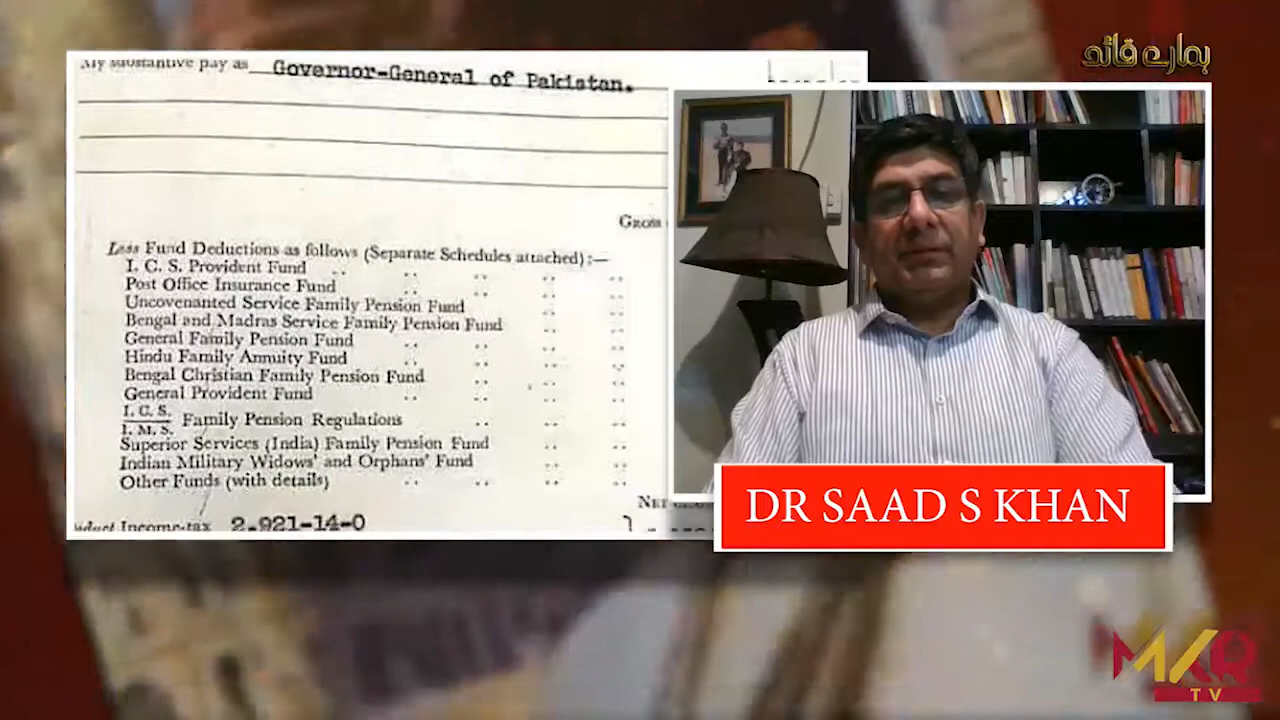 ہمارے قائد
My substantive pay as Governor-General of Pakistan.
Less Fund Deductions as follows (Separate Schedules attached):—
I. C. S. Provident Fund
Post Office Insurance Fund
Uncovenanted Service Family Pension Fund
Bengal and Madras Service Family Pension Fund
General Family Pension Fund
Hindu Family Annuity Fund
Bengal Christian Family Pension Fund
General Provident Fund
I. C. S.
I. M. S. Family Pension Regulations
Superior Services (India) Family Pension Fund
Indian Military Widows' and Orphans' Fund
Other Funds (with details)
Income-tax 2,921-14-0
DR SAAD S KHAN
MKR
TV